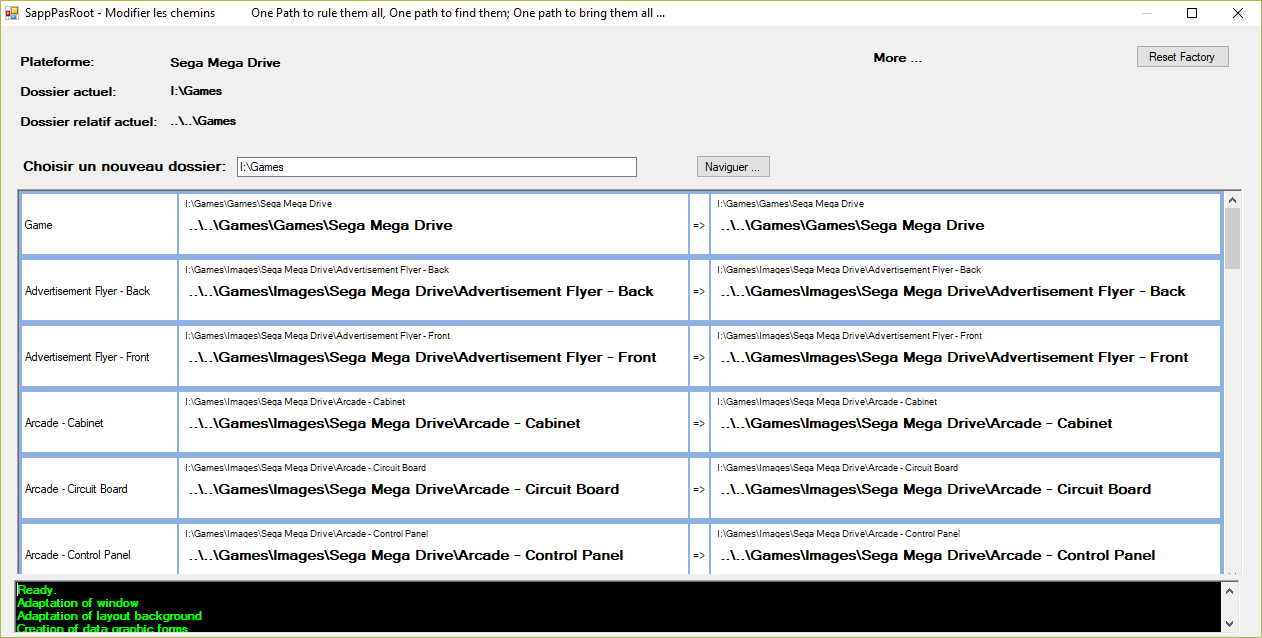 SappPasRoot - Modifier les chemins One Path to rule them all, One path to find them; One path to bring them all ...
Plateforme: Sega Mega Drive More ... Reset Factory
Dossier actuel: I:\Games
Dossier relatif actuel: ..\..\Games
Choisir un nouveau dossier: I:\Games Naviguer ...
I:\Games\Games\Sega Mega Drive I:\Games\Games\Sega Mega Drive
Game ..\..\Games\Games\Sega Mega Drive => ..\..\Games\Games\Sega Mega Drive
I:\Games\Images\Sega Mega Drive\Advertisement Flyer - Back I:\Games\Images\Sega Mega Drive\Advertisement Flyer - Back
Advertisement Flyer - Back ..\..\Games\Images\Sega Mega Drive\Advertisement Flyer - Back => ..\..\Games\Images\Sega Mega Drive\Advertisement Flyer - Back
I:\Games\Images\Sega Mega Drive\Advertisement Flyer - Front I:\Games\Images\Sega Mega Drive\Advertisement Flyer - Front
Advertisement Flyer - Front ..\..\Games\Images\Sega Mega Drive\Advertisement Flyer - Front => ..\..\Games\Images\Sega Mega Drive\Advertisement Flyer - Front
I:\Games\Images\Sega Mega Drive\Arcade - Cabinet I:\Games\Images\Sega Mega Drive\Arcade - Cabinet
Arcade - Cabinet ..\..\Games\Images\Sega Mega Drive\Arcade - Cabinet => ..\..\Games\Images\Sega Mega Drive\Arcade - Cabinet
I:\Games\Images\Sega Mega Drive\Arcade - Circuit Board I:\Games\Images\Sega Mega Drive\Arcade - Circuit Board
Arcade - Circuit Board ..\..\Games\Images\Sega Mega Drive\Arcade - Circuit Board => ..\..\Games\Images\Sega Mega Drive\Arcade - Circuit Board
I:\Games\Images\Sega Mega Drive\Arcade - Control Panel I:\Games\Images\Sega Mega Drive\Arcade - Control Panel
Arcade - Control Panel ..\..\Games\Images\Sega Mega Drive\Arcade - Control Panel => ..\..\Games\Images\Sega Mega Drive\Arcade - Control Panel
Ready.
Adaptation of window
Adaptation of layout background
Creation of data graphic forms